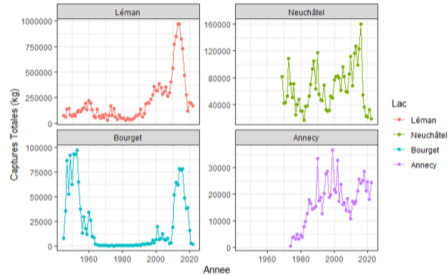 Léman
Neuchâtel
1000000
750000
500000
250000
0
160000
120000
80000
40000
Captures Totales (kg)
Bourget
Annecy
100000
75000
50000
25000
0
30000
20000
10000
0
1960
1980
2000
2020
1960
1980
2000
2020
Annee
Lac
Léman
Neuchâtel
Bourget
Annecy